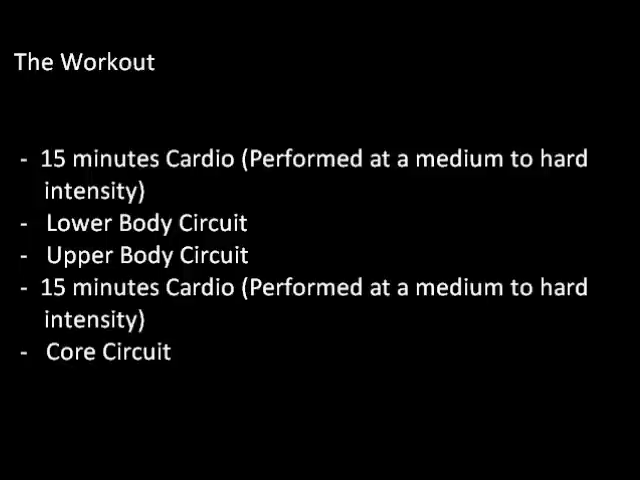 The Workout
- 15 minutes Cardio (Performed at a medium to hard
intensity)
- Lower Body Circuit
- Upper Body Circuit
- 15 minutes Cardio (Performed at a medium to hard
intensity)
- Core Circuit